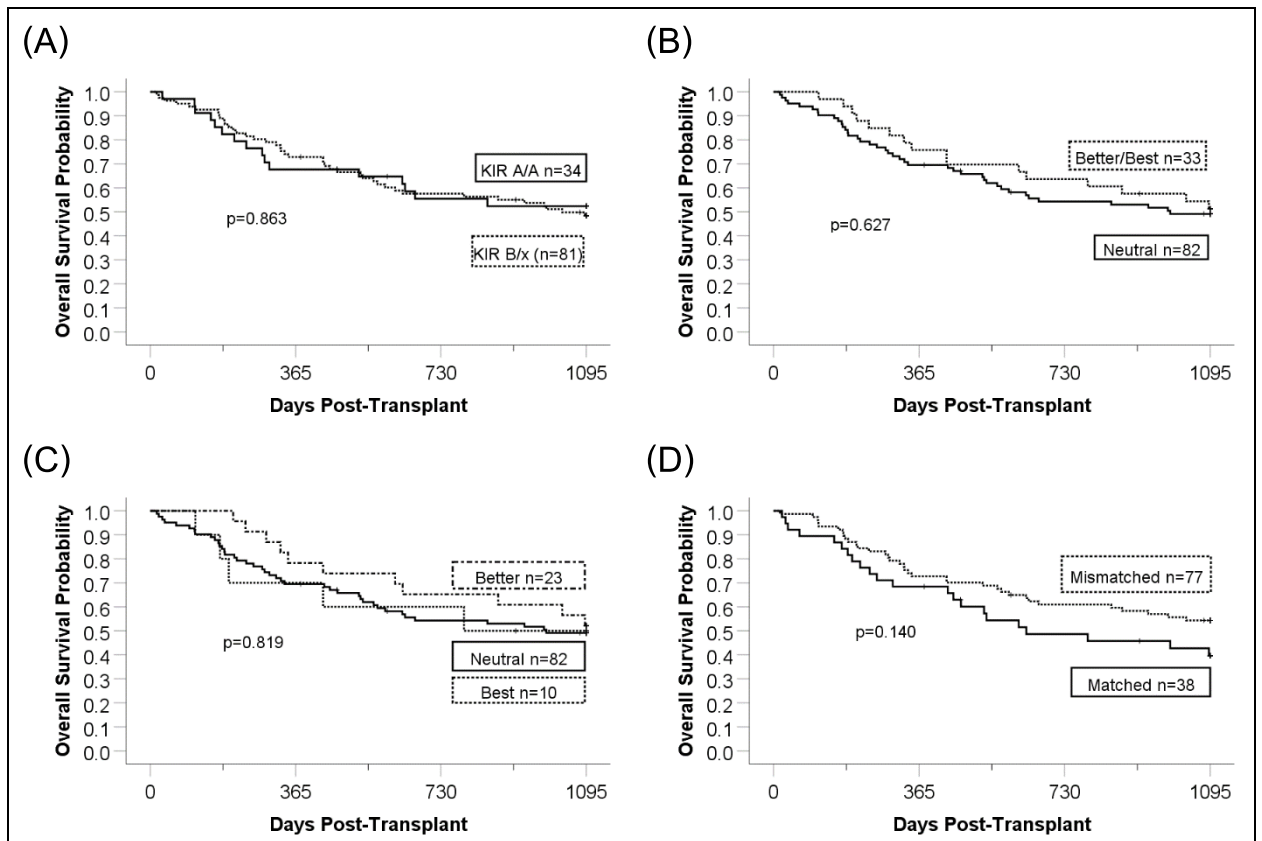 (A)
Overall Survival Probability
1.0
0.9
0.8
0.7
0.6
0.5
0.4
0.3
0.2
0.1
0.0
KIR A/A n=34
p=0.863
KIR B/x (n=81)
0 365 730 1095
Days Post-Transplant
(B)
Overall Survival Probability
1.0
0.9
0.8
0.7
0.6
0.5
0.4
0.3
0.2
0.1
0.0
Better/Best n=33
p=0.627
Neutral n=82
0 365 730 1095
Days Post-Transplant
(C)
Overall Survival Probability
1.0
0.9
0.8
0.7
0.6
0.5
0.4
0.3
0.2
0.1
0.0
Better n=23
p=0.819
Neutral n=82
Best n=10
0 365 730 1095
Days Post-Transplant
(D)
Overall Survival Probability
1.0
0.9
0.8
0.7
0.6
0.5
0.4
0.3
0.2
0.1
0.0
Mismatched n=77
p=0.140
Matched n=38
0 365 730 1095
Days Post-Transplant